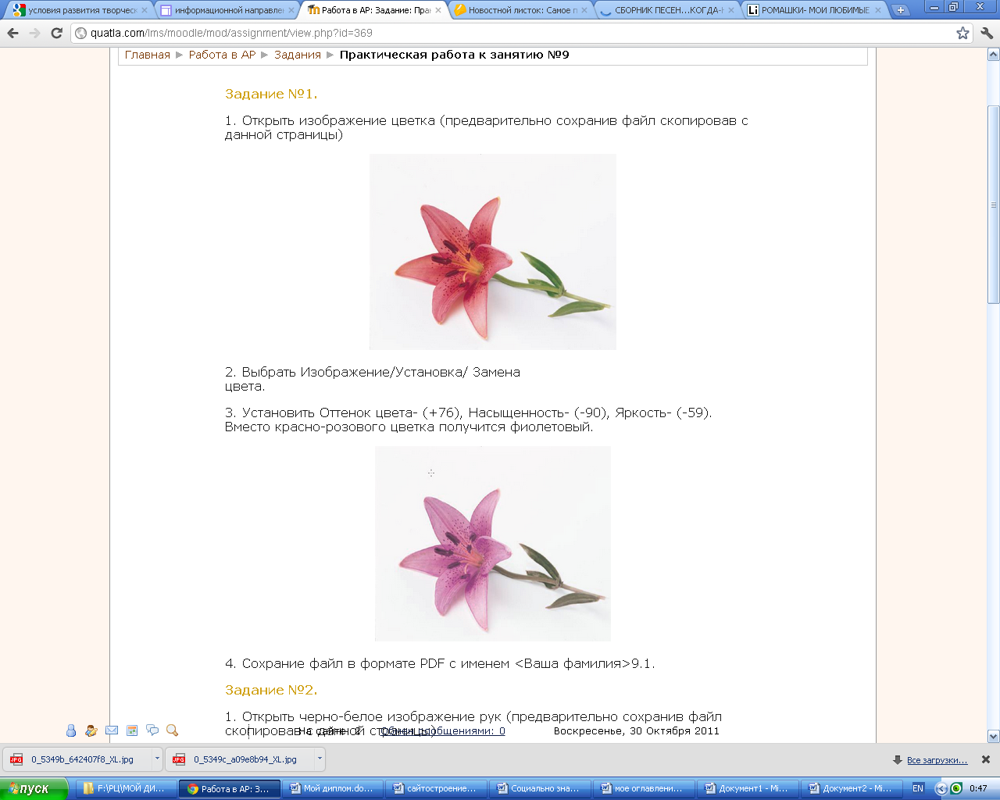 условия развития творческ
информационной направлен
Работа в АР: Задание: Пра
Новостной листок: Самое п
СБОРНИК ПЕСЕН...КОГДА-
Li РОМАШКИ- МОИ ЛЮБИМЫЕ
quatla.com/lms/moodle/mod/assignment/view.php?id=369
Главная ► Работа в АР ► Задания ► Практическая работа к занятию №9
Задание №1.
1. Открыть изображение цветка (предварительно сохранив файл скопировав с
данной страницы)
2. Выбрать Изображение/Установка/ Замена
цвета.
3. Установить Оттенок цвета- (+76), Насыщенность- (-90), Яркость- (-59).
Вместо красно-розового цветка получится фиолетовый.
4. Сохрание файл в формате PDF с именем <Ваша фамилия>9.1.
Задание №2.
1. Открыть черно-белое изображение рук (предварительно сохранив файл
скопировав с данной страницы)
На сайте: 2 Обмен сообщениями: 0 Воскресенье, 30 Октября 2011
0_5349b_642407f8_XL.jpg
0_5349c_a09e8b94_XL.jpg
Все загрузки...
пуск
F:\РЦ\МОЙ ДИ...
Работа в АР: З...
Мой диплом.do...
сайтостроение...
Социально зна...
мое оглавлени...
Документ1 - Mi...
Документ2 - Mi...
EN
0:47